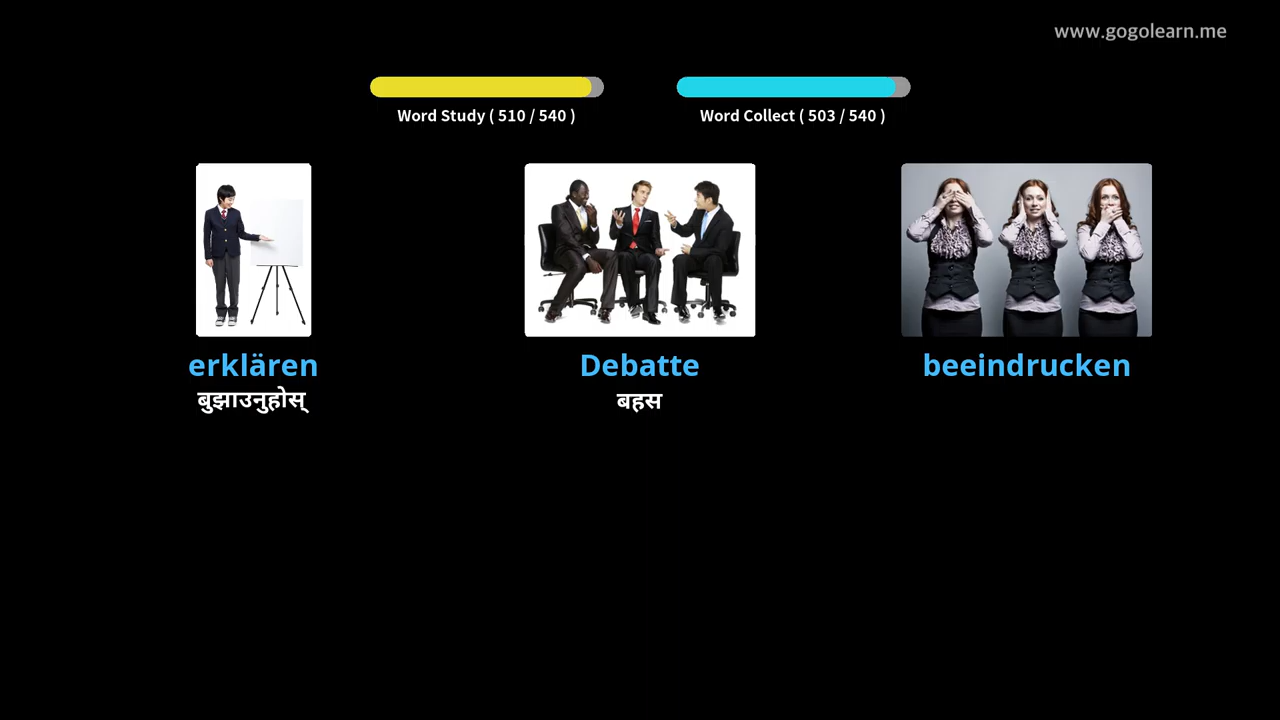 www.gogolearn.me
Word Study ( 510 / 540 )
Word Collect ( 503 / 540 )
erklären
Debatte
beeindrucken
बुझाउनुहोस्
बहस